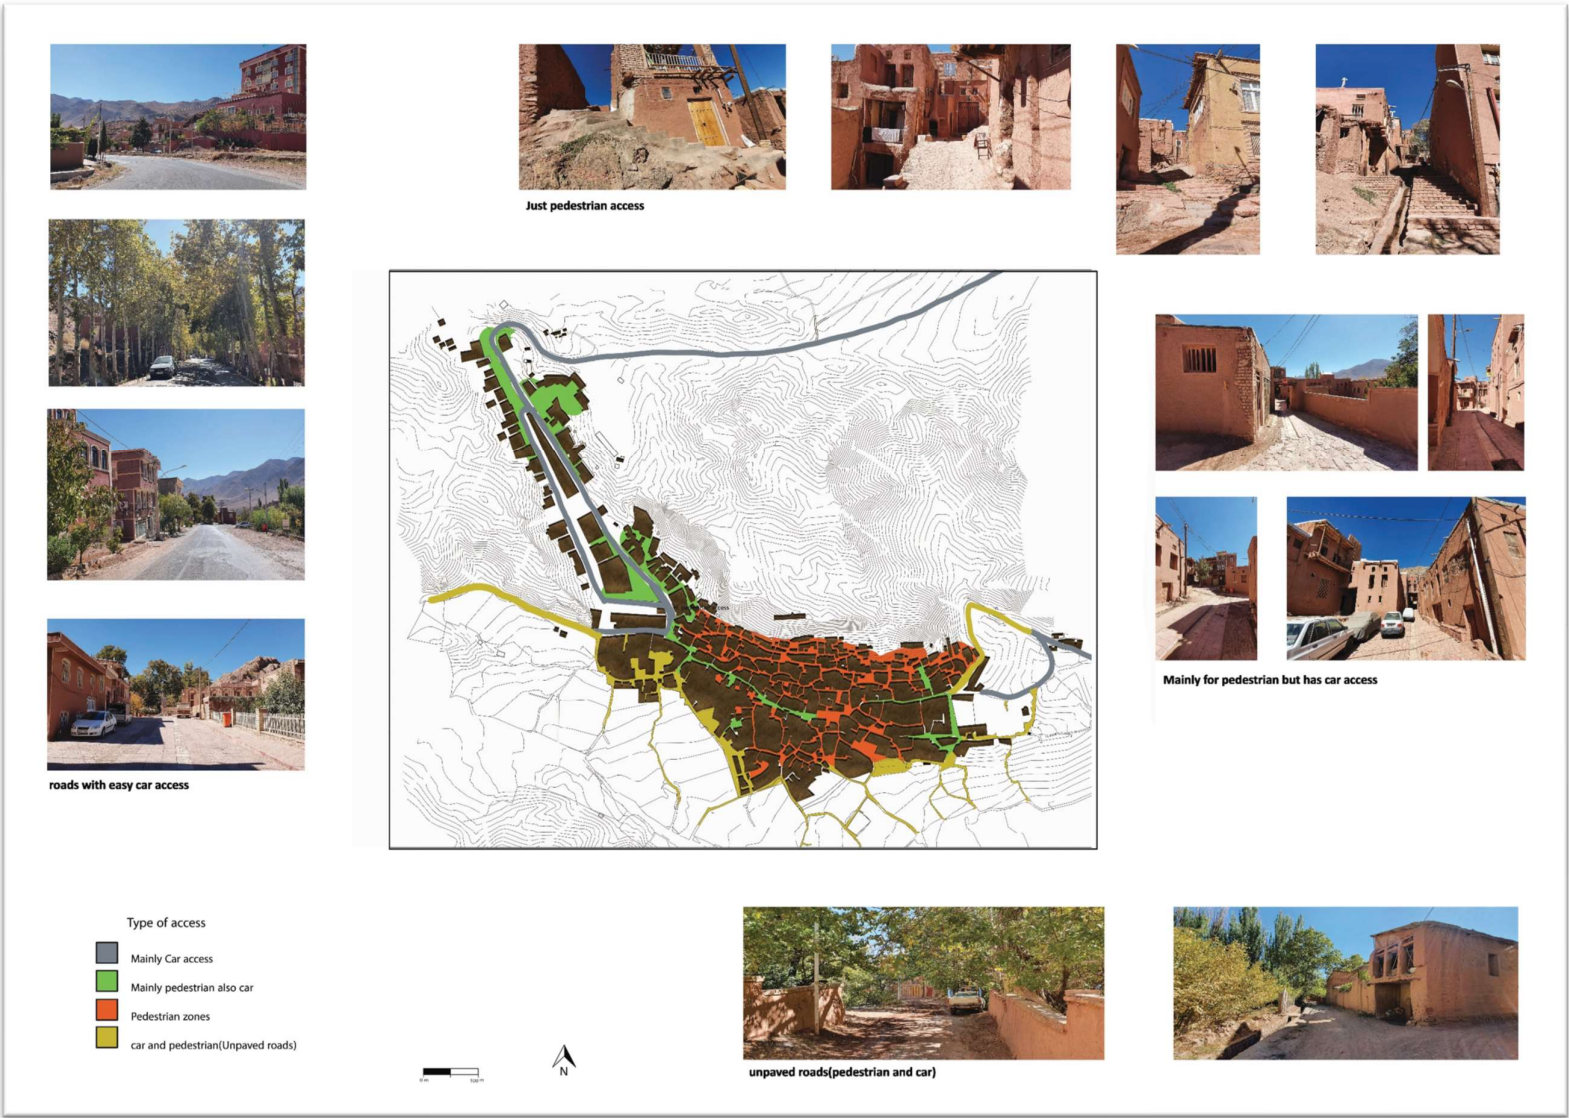 Just pedestrian access
Mainly for pedestrian but has car access
roads with easy car access
Type of access
Mainly Car access
Mainly pedestrian also car
Pedestrian zones
car and pedestrian(Unpaved roads)
0 m
N
unpaved roads(pedestrian and car)